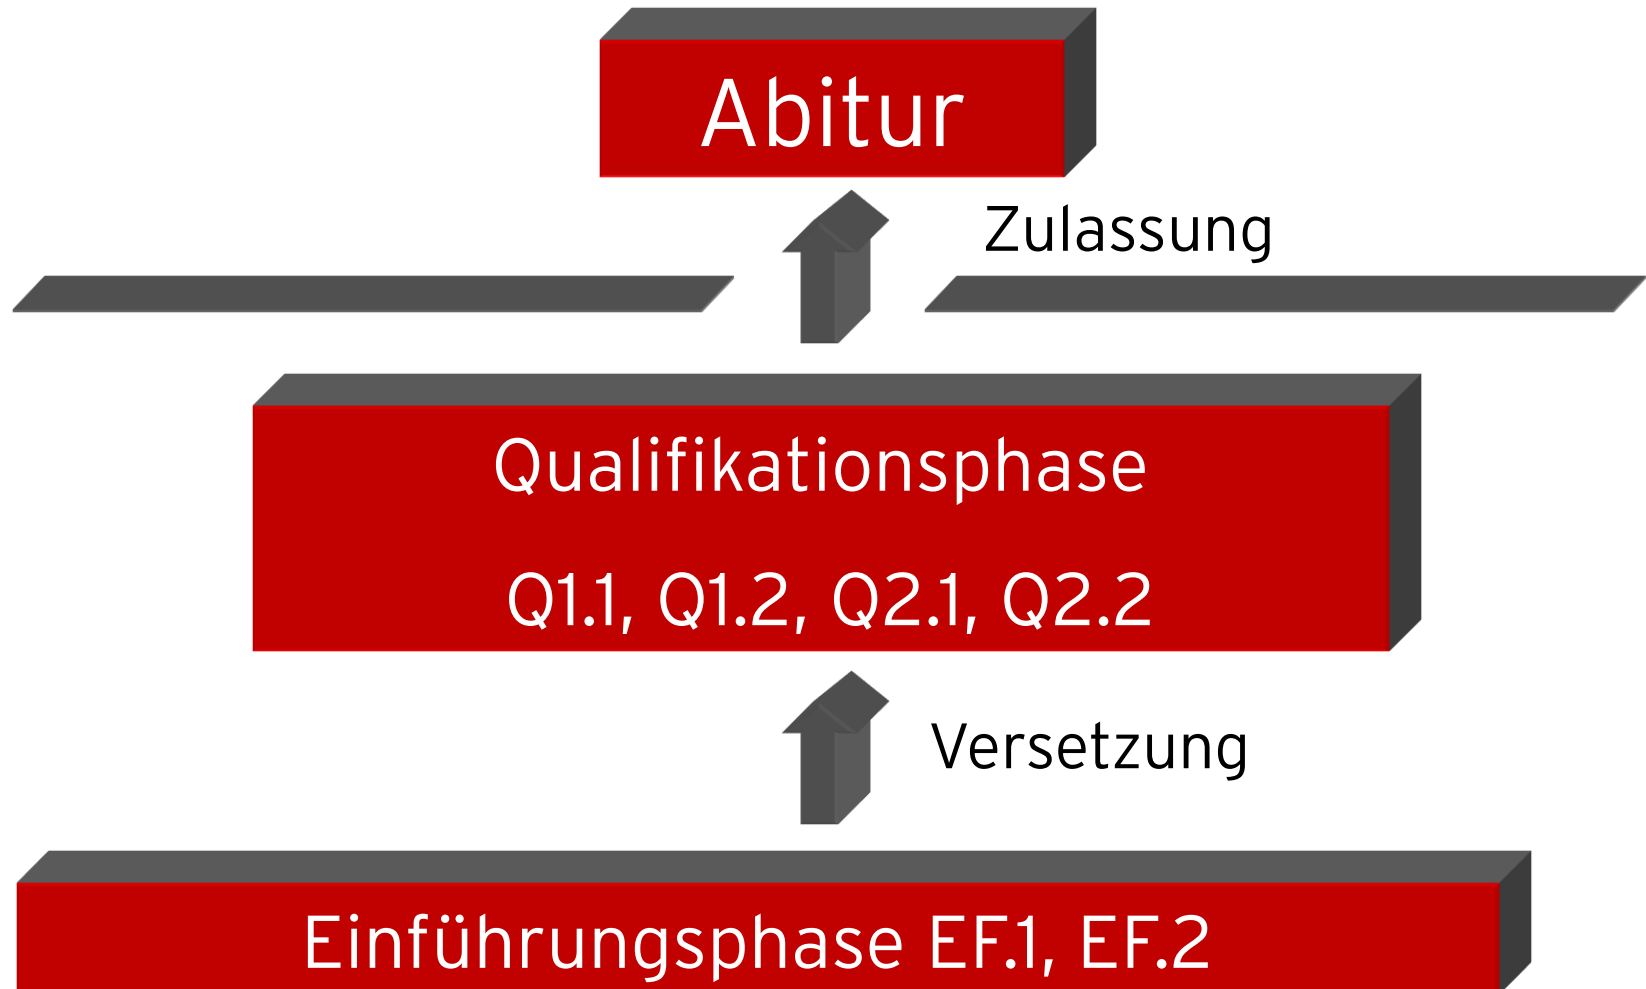 Abitur
Zulassung
Qualifikationsphase
Q1.1, Q1.2, Q2.1, Q2.2
Versetzung
Einführungsphase EF.1, EF.2